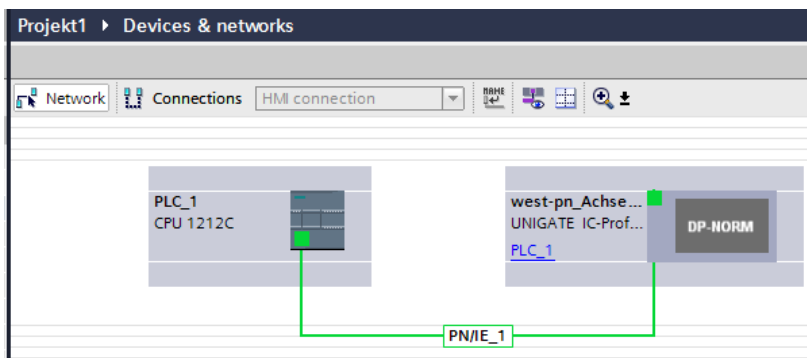 Projekt1 ▸ Devices & networks
Network Connections HMI connection
PLC_1
CPU 1212C
west-pn_Achse...
UNIGATE IC-Prof...
PLC_1
DP-NORM
PN/IE_1